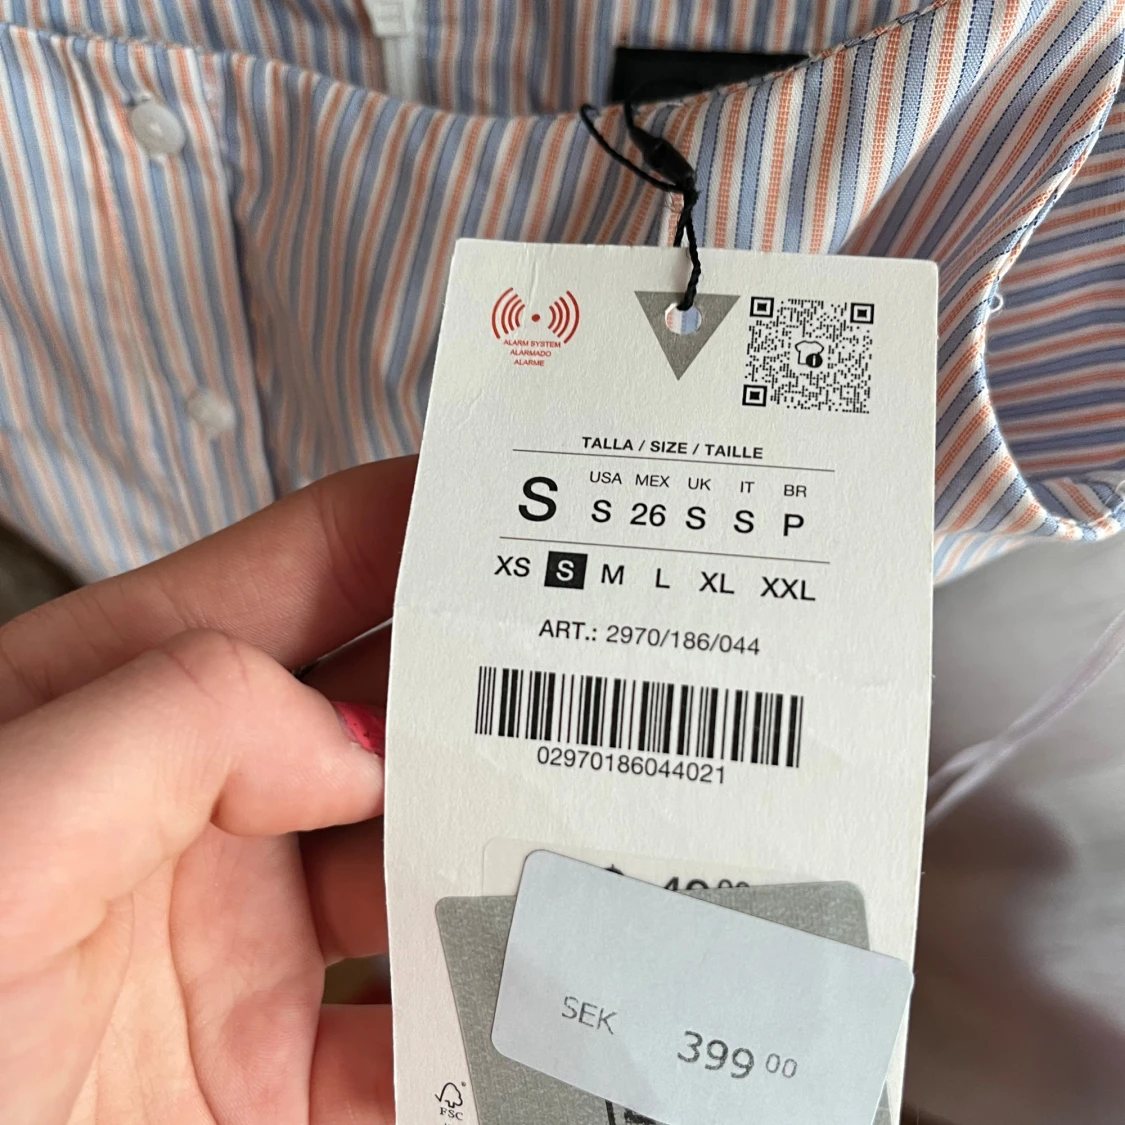 ALARM SYSTEM
ALARMADO
ALARME
TALLA / SIZE / TAILLE
S
USA MEX UK IT BR
S 26 S S P
XS S M L XL XXL
ART.: 2970/186/044
02970186044021
SEK 399 00
FSC